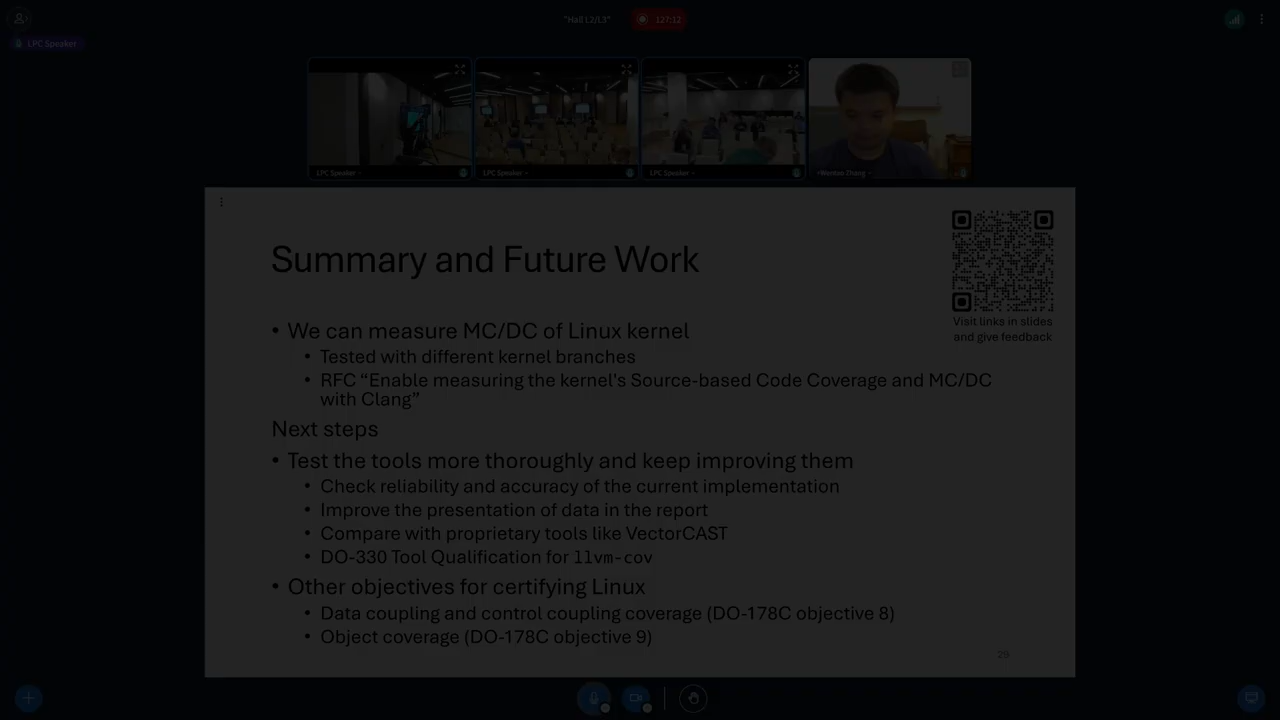 "Hall L2/L3"
127:12
LPC Speaker
LPC Speaker
LPC Speaker
LPC Speaker
Wentao Zhang
Summary and Future Work
Visit links in slides
and give feedback
• We can measure MC/DC of Linux kernel
• Tested with different kernel branches
• RFC “Enable measuring the kernel's Source-based Code Coverage and MC/DC
with Clang”
Next steps
• Test the tools more thoroughly and keep improving them
• Check reliability and accuracy of the current implementation
• Improve the presentation of data in the report
• Compare with proprietary tools like VectorCAST
• DO-330 Tool Qualification for llvm-cov
• Other objectives for certifying Linux
• Data coupling and control coupling coverage (DO-178C objective 8)
• Object coverage (DO-178C objective 9)
29